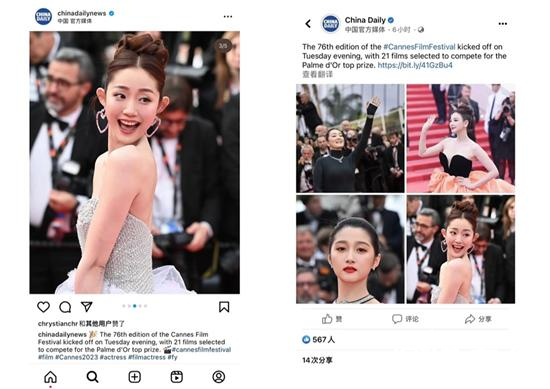 CHINA DAILY
chinadailynews
中国 官方媒体
3/5
chrystianchr 和其他用户赞了
chinadailynews 🎉 The 76th edition of the Cannes Film
Festival kicked off on Tuesday evening, with 21 films selected
to compete for the Palme d'Or top prize. 🎬 #cannesfilmfestival
#film #Cannes2023 #actress #filmactress #fy
CHINA DAILY
China Daily
中国 官方媒体 · 6小时 ·
The 76th edition of the #CannesFilmFestival kicked off on
Tuesday evening, with 21 films selected to compete for the
Palme d'Or top prize. https://bit.ly/41GzBu4
查看翻译
赞
评论
分享
567人
14次分享